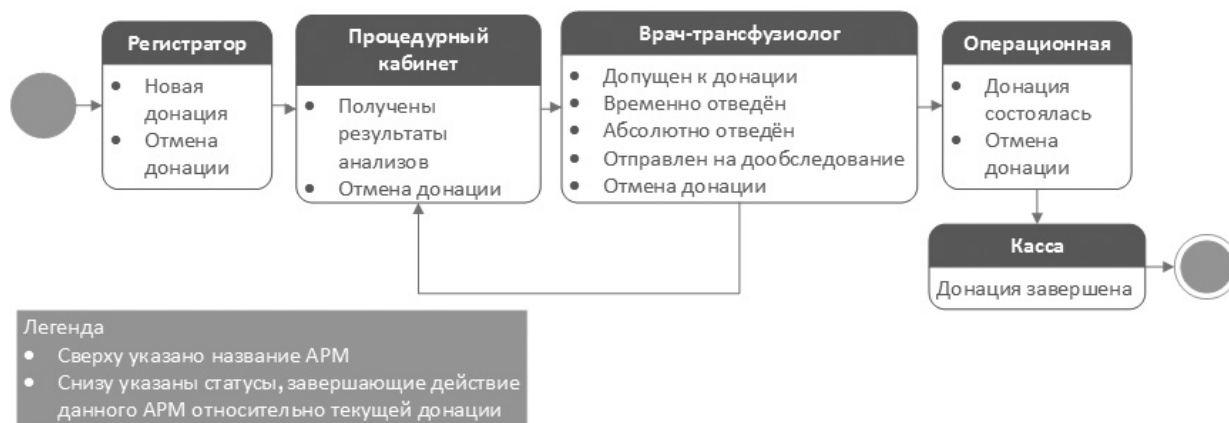 Регистратор
• Новая
донация
• Отмена
донации
Процедурный
кабинет
• Получены
результаты
анализов
• Отмена донации
Врач-трансфузиолог
• Допущен к донации
• Временно отведён
• Абсолютно отведён
• Отправлен на дообследование
• Отмена донации
Операционная
• Донация
состоялась
• Отмена
донации
Касса
Донация завершена
Легенда
• Сверху указано название АРМ
• Снизу указаны статусы, завершающие действие
данного АРМ относительно текущей донации